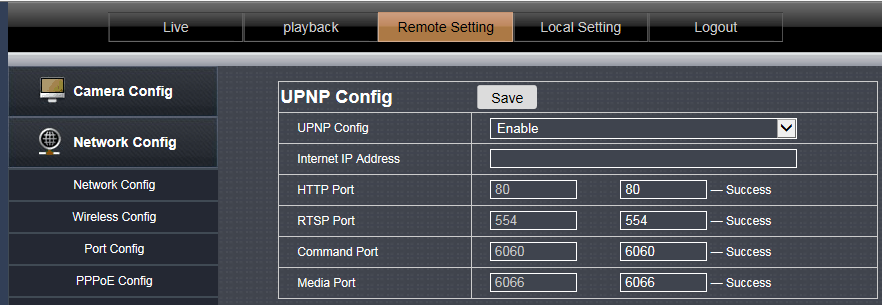 Live playback Remote Setting Local Setting Logout
Camera Config
Network Config
Network Config
Wireless Config
Port Config
PPPoE Config
UPNP Config Save
UPNP Config Enable
Internet IP Address
HTTP Port 80 80 — Success
RTSP Port 554 554 — Success
Command Port 6060 6060 — Success
Media Port 6066 6066 — Success